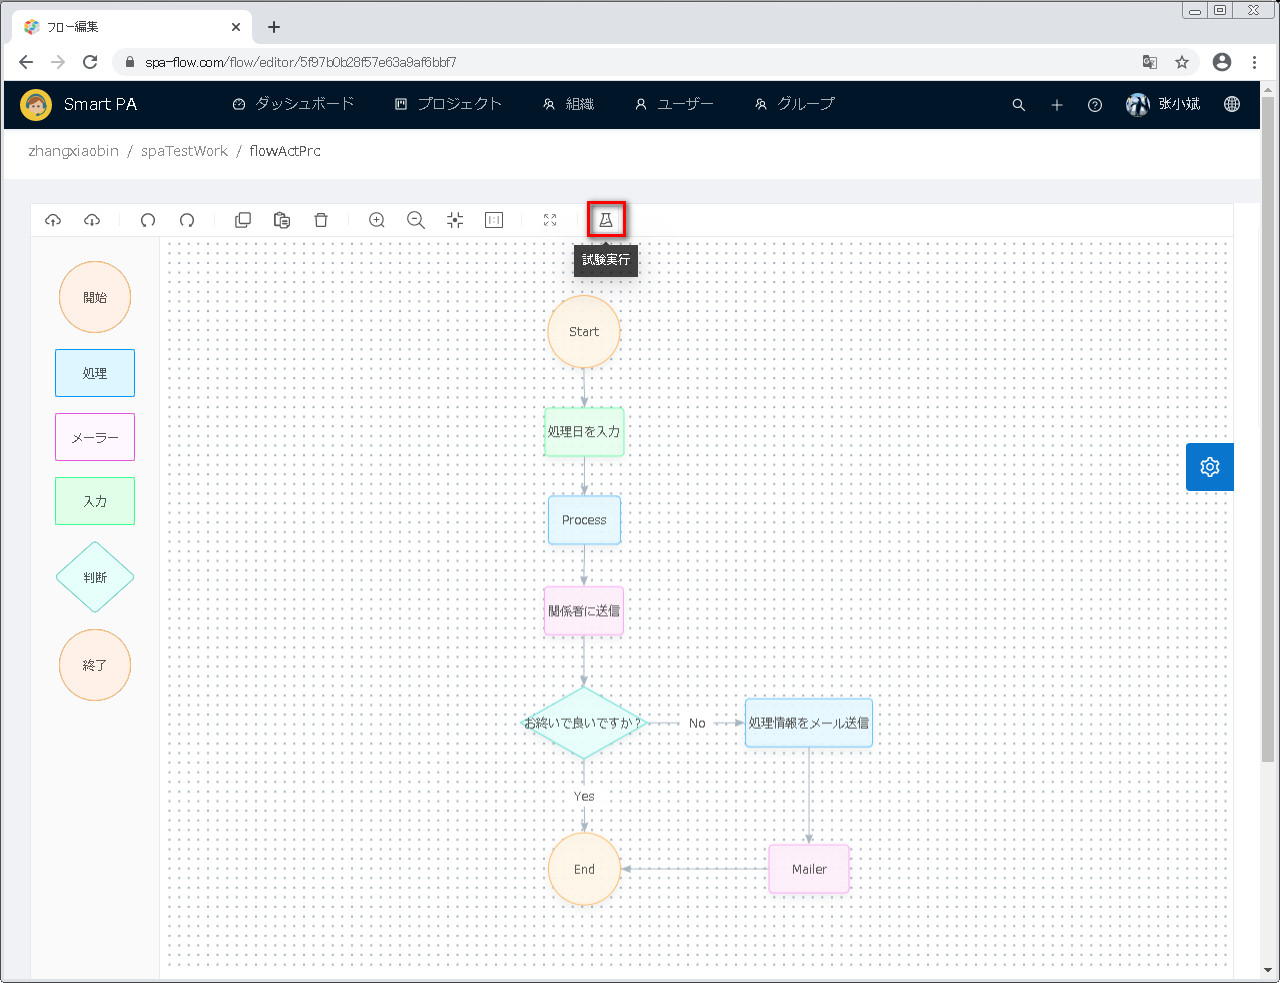 フロー編集
spa-flow.com/flow/editor/5f97b0b28f57e63a9af6bbf7
Smart PA
ダッシュボード
プロジェクト
組織
ユーザー
グループ
张小斌
zhangxiaobin / spaTestWork / flowActPrc
試験実行
開始
処理
メーラー
入力
判断
終了
Start
処理日を入力
Process
関係者に送信
お終いで良いですか？
No
処理情報をメール送信
Yes
End
Mailer